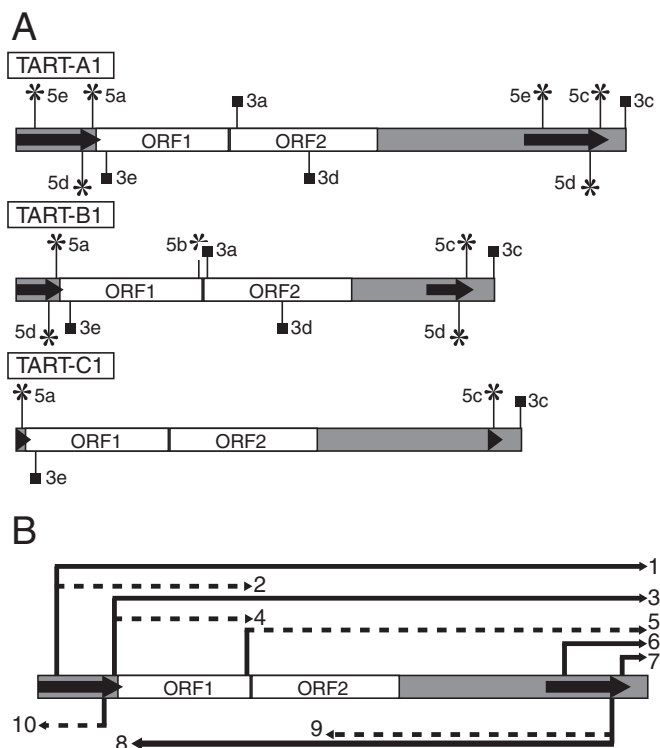 A
TART-A1
5e 5a 3a 5e 5c 3c
ORF1 ORF2
5d 3e 3d 5d
TART-B1
5a 5b 3a 5c 3c
ORF1 ORF2
5d 3e 3d 5d
TART-C1
5a 5c 3c
ORF1 ORF2
3e
B
1
2
3
4
5
6
7
ORF1 ORF2
10
9
8